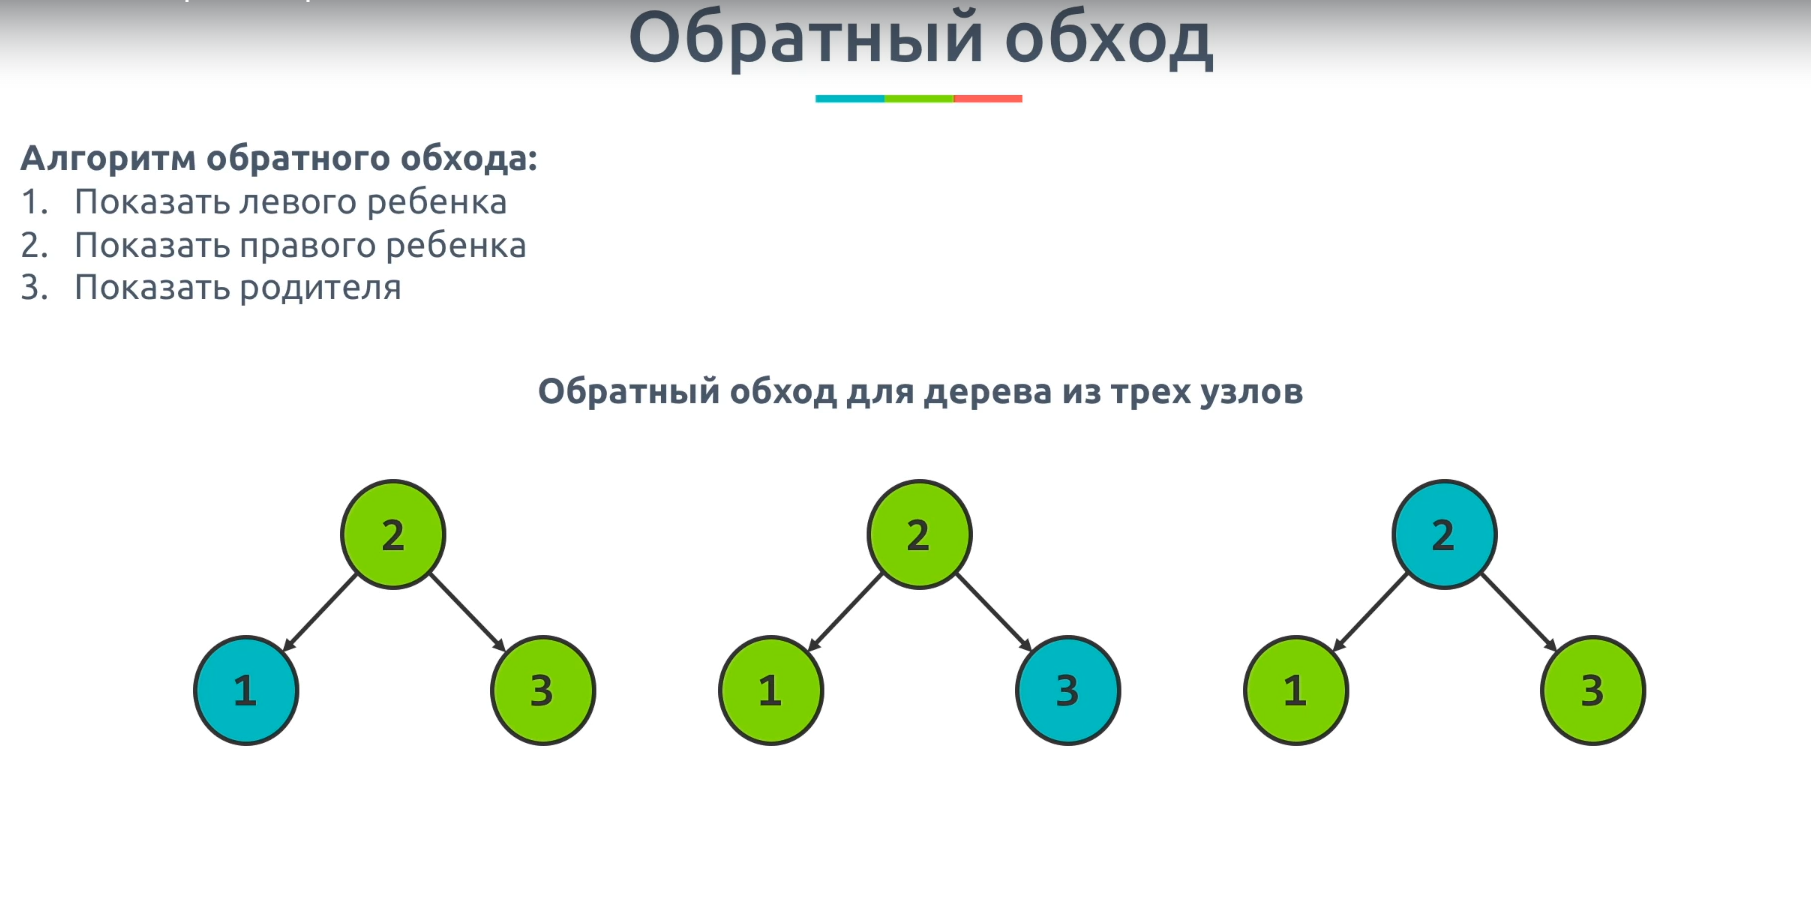 Обратный обход
Алгоритм обратного обхода:
1. Показать левого ребенка
2. Показать правого ребенка
3. Показать родителя
Обратный обход для дерева из трех узлов
2 2 2
1 3 1 3 1 3